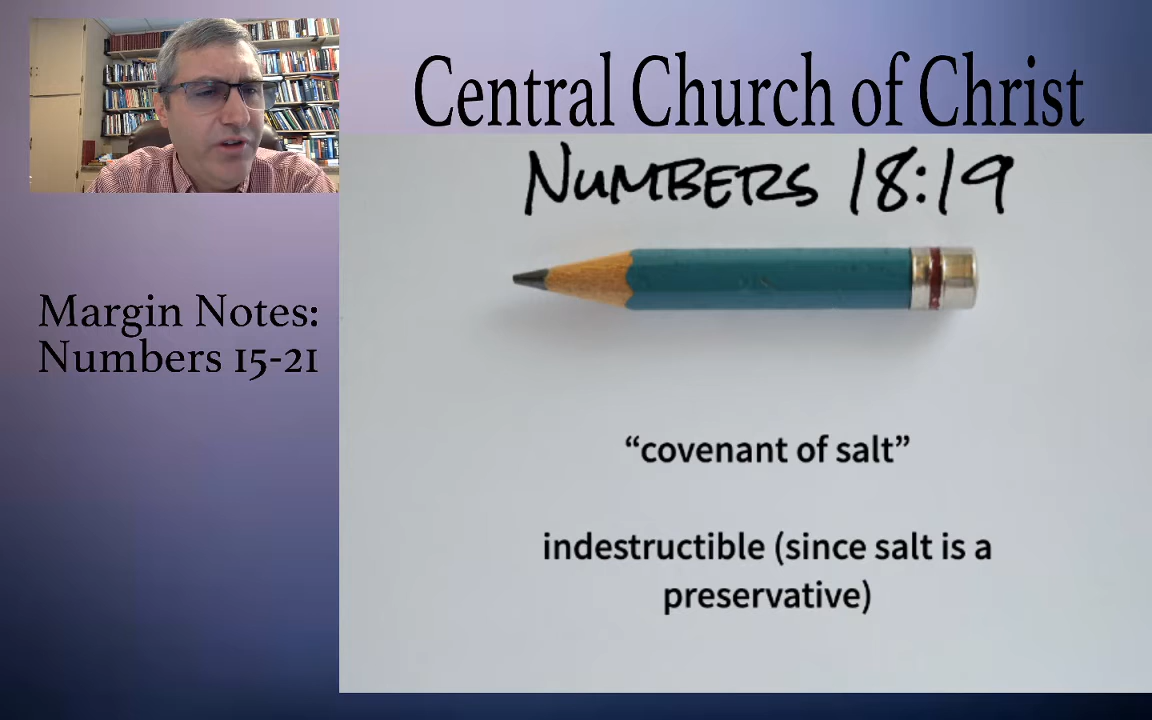 Central Church of Christ
Numbers 18:19
Margin Notes:
Numbers 15-21
“covenant of salt”
indestructible (since salt is a
preservative)